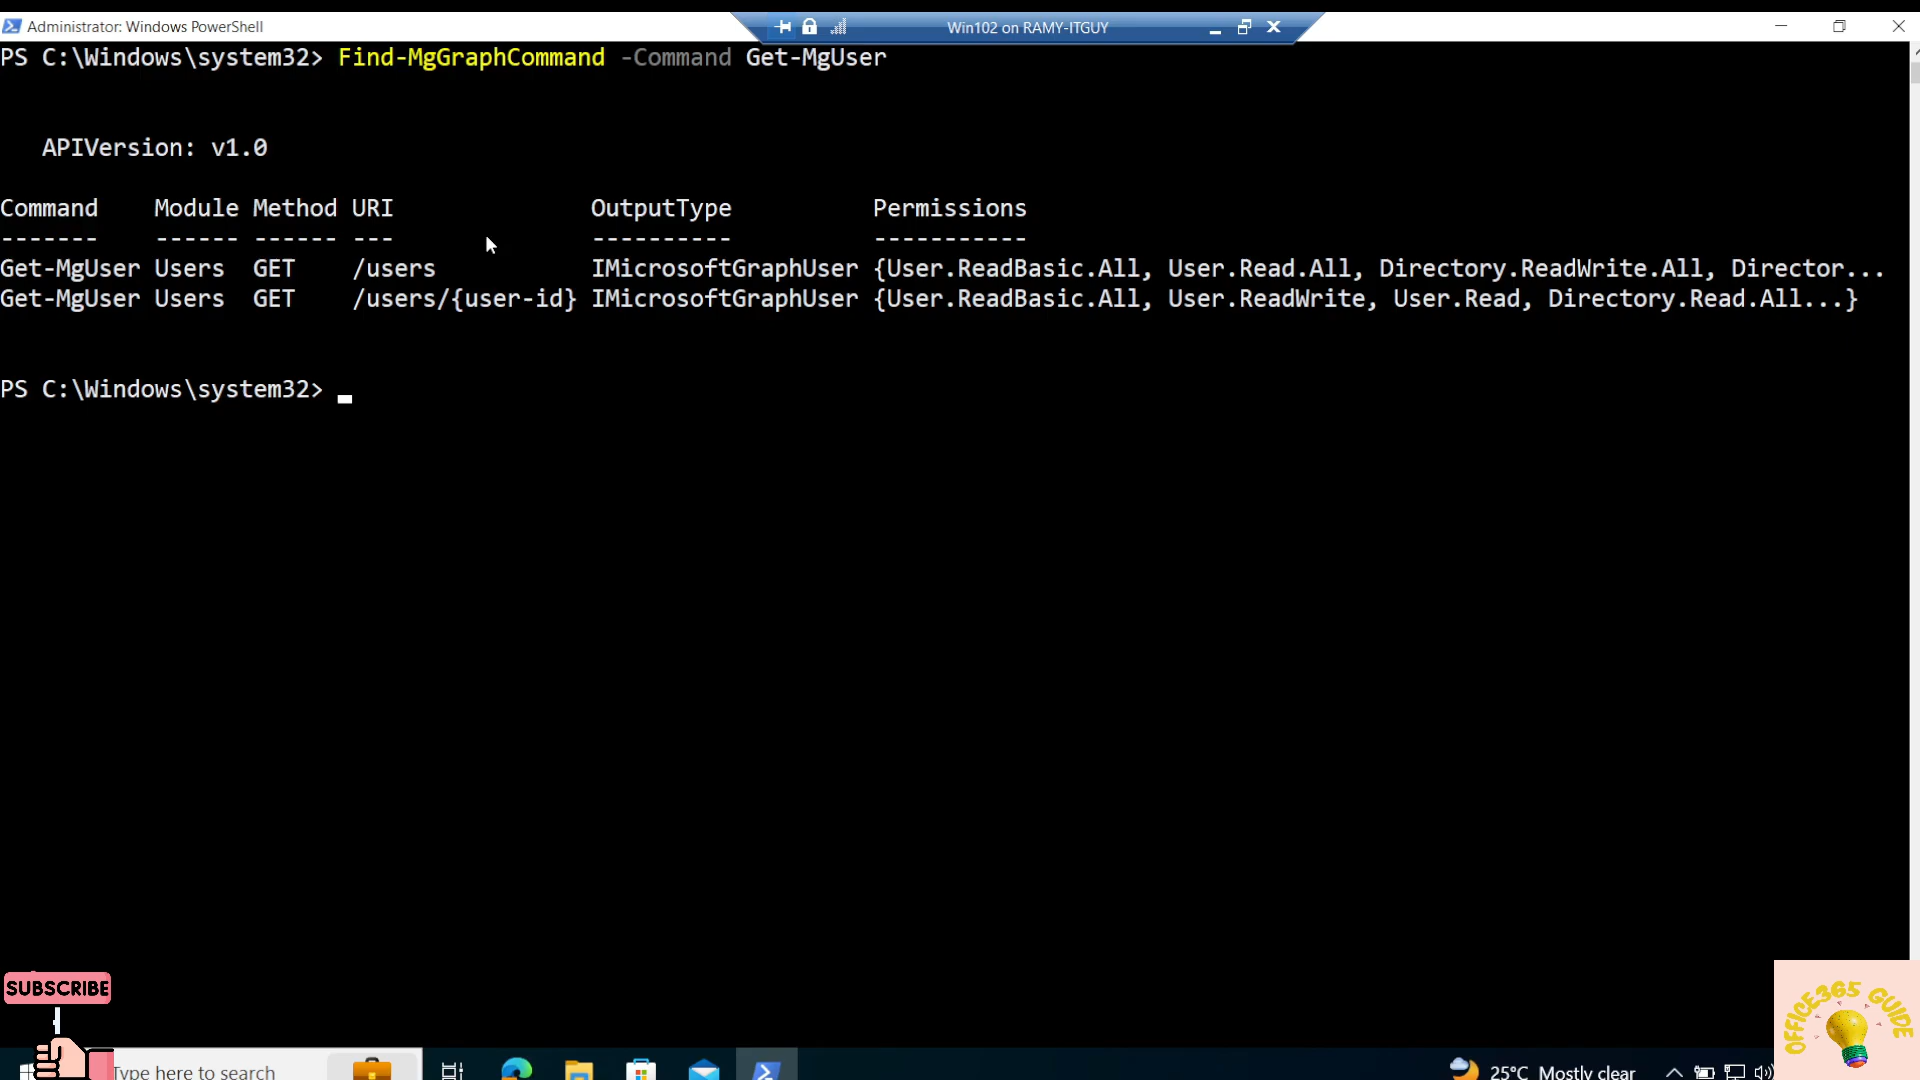 Administrator: Windows PowerShell
Win102 on RAMY-ITGUY
PS C:\Windows\system32> Find-MgGraphCommand -Command Get-MgUser
APIVersion: v1.0
Command Module Method URI OutputType Permissions
------- ------ ------ --- ---------- -----------
Get-MgUser Users GET /users IMicrosoftGraphUser {User.ReadBasic.All, User.Read.All, Directory.ReadWrite.All, Director...
Get-MgUser Users GET /users/{user-id} IMicrosoftGraphUser {User.ReadBasic.All, User.ReadWrite, User.Read, Directory.Read.All...}
PS C:\Windows\system32>
SUBSCRIBE
OFFICE365 GUIDE
Type here to search
25°C Mostly clear